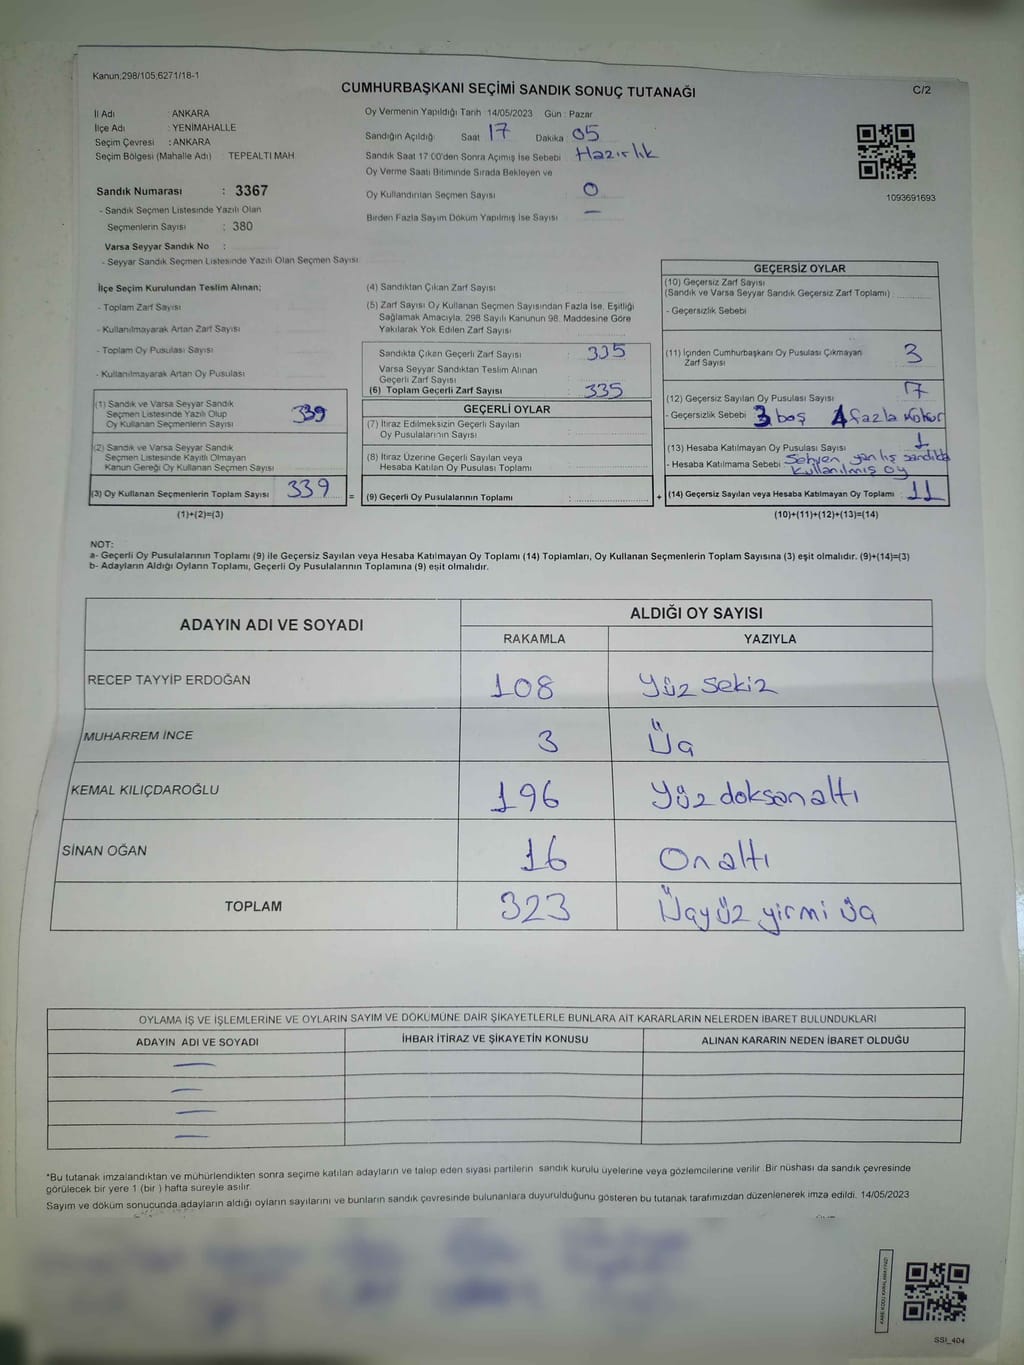 Kanun;298/105,6271/18-1
CUMHURBAŞKANI SEÇİMİ SANDIK SONUÇ TUTANAĞI
C/2
İl Adı : ANKARA
İlçe Adı : YENİMAHALLE
Seçim Çevresi : ANKARA
Seçim Bölgesi (Mahalle Adı) TEPEALTI MAH
Sandık Numarası : 3367
- Sandık Seçmen Listesinde Yazılı Olan
Seçmenlerin Sayısı : 380
Varsa Seyyar Sandık No :
- Seyyar Sandık Seçmen Listesinde Yazılı Olan Seçmen Sayısı
Oy Vermenin Yapıldığı Tarih 14/05/2023 Gün : Pazar
Sandığın Açıldığı: Saat 17 Dakika 05
Sandık Saat 17 00'den Sonra Açımış İse Sebebi Hazırlık
Oy Verme Saati Bitiminde Sırada Bekleyen ve
Oy Kullandırılan Seçmen Sayısı : 0
Birden Fazla Sayım Döküm Yapılmış İse Sayısı : —
1093691693
İlçe Seçim Kurulundan Teslim Alınan;
- Toplam Zarf Sayısı
- Kullanılmayarak Artan Zarf Sayısı
- Toplam Oy Pusulası Sayısı
- Kullanılmayarak Artan Oy Pusulası
(1) Sandık ve Varsa Seyyar Sandık
Seçmen Listesinde Yazılı Olup
Oy Kullanan Seçmenlerin Sayısı : 339
(2) Sandık ve Varsa Seyyar Sandık
Seçmen Listesinde Kayıtlı Olmayan
Kanun Gereği Oy Kullanan Seçmen Sayısı
(3) Oy Kullanan Seçmenlerin Toplam Sayısı : 339 =
(1)+(2)=(3)
(4) Sandıktan Çıkan Zarf Sayısı :
(5) Zarf Sayısı Oy Kullanan Seçmen Sayısından Fazla İse, Eşitliği
Sağlamak Amacıyla, 298 Sayılı Kanunun 98. Maddesine Göre
Yakılarak Yok Edilen Zarf Sayısı :
Sandıkta Çıkan Geçerli Zarf Sayısı : 335
Varsa Seyyar Sandıktan Teslim Alınan
Geçerli Zarf Sayısı :
(6) Toplam Geçerli Zarf Sayısı : 335
GEÇERLİ OYLAR
(7) İtiraz Edilmeksizin Geçerli Sayılan
Oy Pusulalarının Sayısı :
(8) İtiraz Üzerine Geçerli Sayılan veya
Hesaba Katılan Oy Pusulası Toplamı :
(9) Geçerli Oy Pusulalarının Toplamı : +
GEÇERSİZ OYLAR
(10) Geçersiz Zarf Sayısı
(Sandık ve Varsa Seyyar Sandık Geçersiz Zarf Toplamı) :
- Geçersizlik Sebebi
(11) İçinden Cumhurbaşkanı Oy Pusulası Çıkmayan
Zarf Sayısı : 3
(12) Geçersiz Sayılan Oy Pusulası Sayısı : 7
- Geçersizlik Sebebi 3 boş 4 fazla
(13) Hesaba Katılmayan Oy Pusulası Sayısı : 1
- Hesaba Katılmama Sebebi : Sehven yanlış sandıkta
kullanılmış oy
(14) Geçersiz Sayılan veya Hesaba Katılmayan Oy Toplamı : 11
(10)+(11)+(12)+(13)=(14)
NOT:
a- Geçerli Oy Pusulalarının Toplamı (9) ile Geçersiz Sayılan veya Hesaba Katılmayan Oy Toplamı (14) Toplamları, Oy Kullanan Seçmenlerin Toplam Sayısına (3) eşit olmalıdır. (9)+(14)=(3)
b- Adayların Aldığı Oyların Toplamı, Geçerli Oy Pusulalarının Toplamına (9) eşit olmalıdır.
ADAYIN ADI VE SOYADI
ALDIĞI OY SAYISI
RAKAMLA YAZIYLA
RECEP TAYYİP ERDOĞAN 108 Yüz sekiz
MUHARREM İNCE 3 Üç
KEMAL KILIÇDAROĞLU 196 Yüz doksan altı
SİNAN OĞAN 16 On altı
TOPLAM 323 Üçyüz yirmi üç
OYLAMA İŞ VE İŞLEMLERİNE VE OYLARIN SAYIM VE DÖKÜMÜNE DAİR ŞİKAYETLERLE BUNLARA AİT KARARLARIN NELERDEN İBARET BULUNDUKLARI
ADAYIN ADI VE SOYADI İHBAR İTİRAZ VE ŞİKAYETİN KONUSU ALINAN KARARIN NEDEN İBARET OLDUĞU
—
—
—
—
*Bu tutanak imzalandıktan ve mühürlendikten sonra seçime katılan adayların ve talep eden siyasi partilerin sandık kurulu üyelerine veya gözlemcilerine verilir. Bir nüshası da sandık çevresinde
görülecek bir yere 1 (bir ) hafta süreyle asılır.
Sayım ve döküm sonucunda adayların aldığı oyların sayılarını ve bunların sandık çevresinde bulunanlara duyurulduğunu gösteren bu tutanak tarafımızdan düzenlenerek imza edildi. 14/05/2023
SSI_404